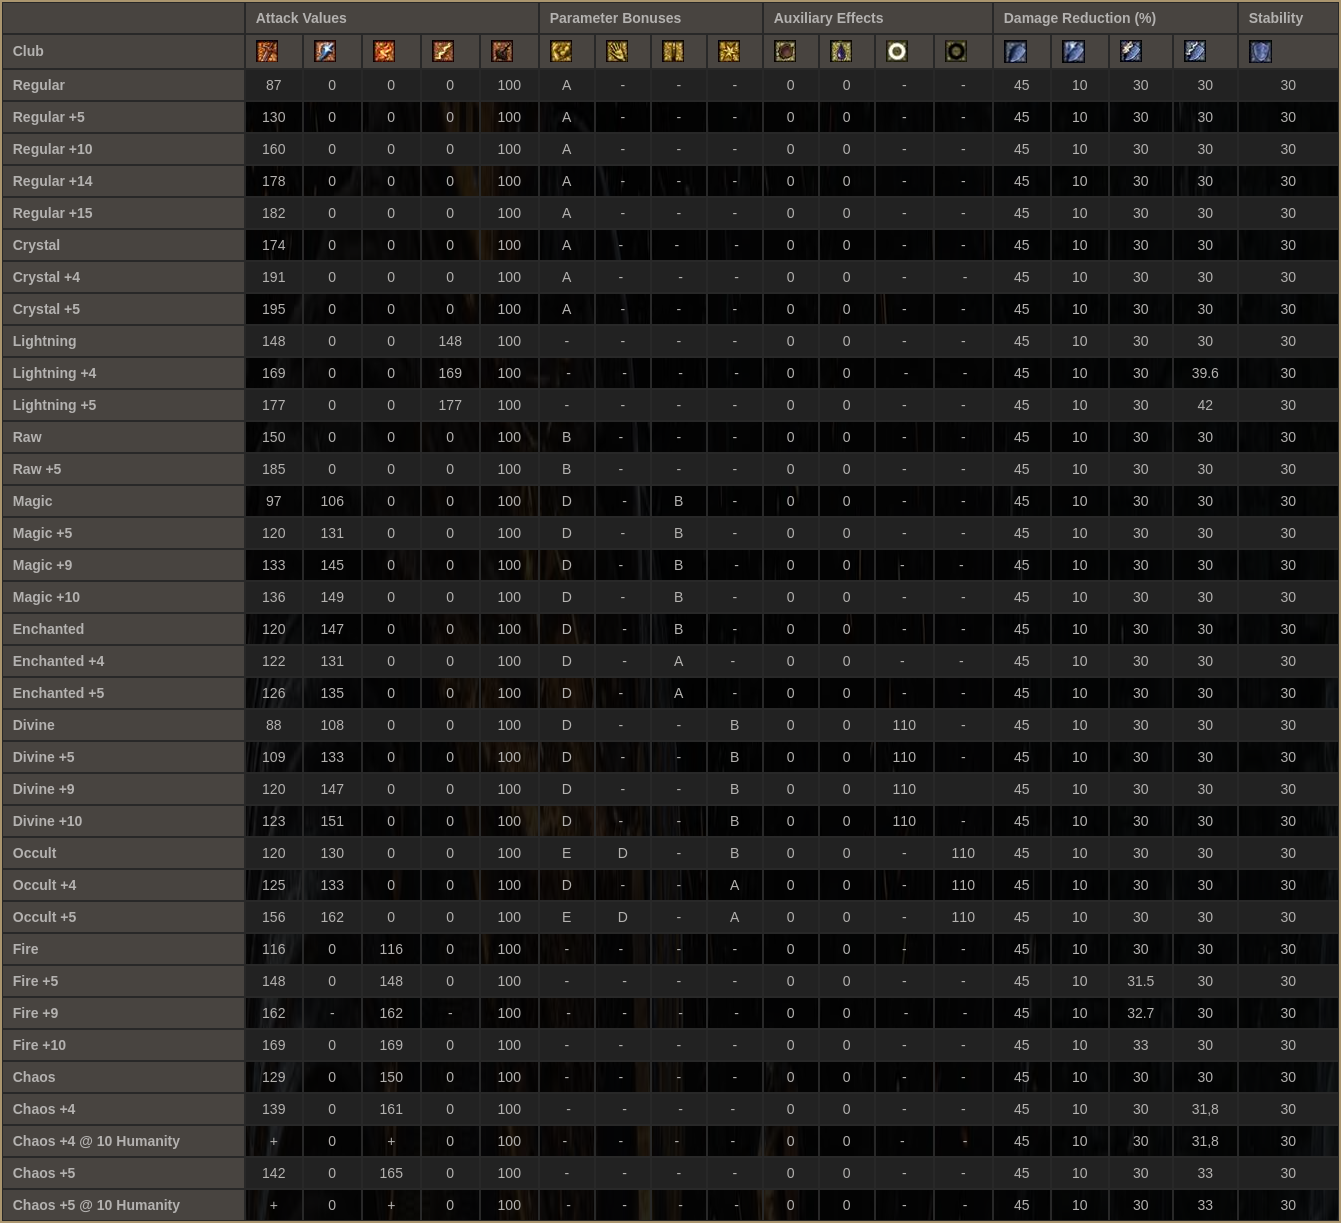 Attack Values Parameter Bonuses Auxiliary Effects Damage Reduction (%) Stability
Club
Regular 87 0 0 0 100 A - - - 0 0 - - 45 10 30 30 30
Regular +5 130 0 0 0 100 A - - - 0 0 - - 45 10 30 30 30
Regular +10 160 0 0 0 100 A - - - 0 0 - - 45 10 30 30 30
Regular +14 178 0 0 0 100 A - - - 0 0 - - 45 10 30 30 30
Regular +15 182 0 0 0 100 A - - - 0 0 - - 45 10 30 30 30
Crystal 174 0 0 0 100 A - - - 0 0 - - 45 10 30 30 30
Crystal +4 191 0 0 0 100 A - - - 0 0 - - 45 10 30 30 30
Crystal +5 195 0 0 0 100 A - - - 0 0 - - 45 10 30 30 30
Lightning 148 0 0 148 100 - - - - 0 0 - - 45 10 30 30 30
Lightning +4 169 0 0 169 100 - - - - 0 0 - - 45 10 30 39.6 30
Lightning +5 177 0 0 177 100 - - - - 0 0 - - 45 10 30 42 30
Raw 150 0 0 0 100 B - - - 0 0 - - 45 10 30 30 30
Raw +5 185 0 0 0 100 B - - - 0 0 - - 45 10 30 30 30
Magic 97 106 0 0 100 D - B - 0 0 - - 45 10 30 30 30
Magic +5 120 131 0 0 100 D - B - 0 0 - - 45 10 30 30 30
Magic +9 133 145 0 0 100 D - B - 0 0 - - 45 10 30 30 30
Magic +10 136 149 0 0 100 D - B - 0 0 - - 45 10 30 30 30
Enchanted 120 147 0 0 100 D - B - 0 0 - - 45 10 30 30 30
Enchanted +4 122 131 0 0 100 D - A - 0 0 - - 45 10 30 30 30
Enchanted +5 126 135 0 0 100 D - A - 0 0 - - 45 10 30 30 30
Divine 88 108 0 0 100 D - - B 0 0 110 - 45 10 30 30 30
Divine +5 109 133 0 0 100 D - - B 0 0 110 - 45 10 30 30 30
Divine +9 120 147 0 0 100 D - - B 0 0 110 45 10 30 30 30
Divine +10 123 151 0 0 100 D - - B 0 0 110 - 45 10 30 30 30
Occult 120 130 0 0 100 E D - B 0 0 - 110 45 10 30 30 30
Occult +4 125 133 0 0 100 D - - A 0 0 - 110 45 10 30 30 30
Occult +5 156 162 0 0 100 E D - A 0 0 - 110 45 10 30 30 30
Fire 116 0 116 0 100 - - - - 0 0 - - 45 10 30 30 30
Fire +5 148 0 148 0 100 - - - - 0 0 - - 45 10 31.5 30 30
Fire +9 162 - 162 - 100 - - - - 0 0 - - 45 10 32.7 30 30
Fire +10 169 0 169 0 100 - - - - 0 0 - - 45 10 33 30 30
Chaos 129 0 150 0 100 - - - - 0 0 - - 45 10 30 30 30
Chaos +4 139 0 161 0 100 - - - - 0 0 - - 45 10 30 31,8 30
Chaos +4 @ 10 Humanity + 0 + 0 100 - - - - 0 0 - - 45 10 30 31,8 30
Chaos +5 142 0 165 0 100 - - - - 0 0 - - 45 10 30 33 30
Chaos +5 @ 10 Humanity + 0 + 0 100 - - - - 0 0 - - 45 10 30 33 30